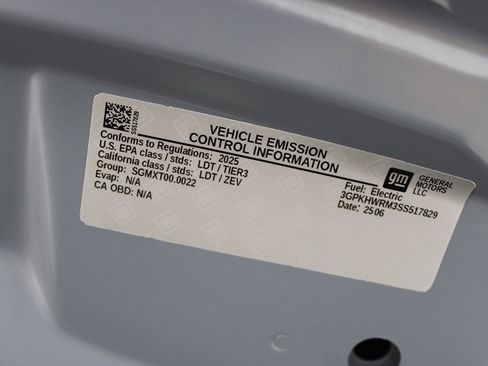 SS517829
VEHICLE EMISSION
CONTROL INFORMATION
Conforms to Regulations: 2025
U.S. EPA class / stds: LDT / TIER3
California class / stds: LDT / ZEV
Group: SGMXT00.0022
Evap: N/A
CA OBD: N/A
gm
GENERAL
MOTORS
LLC
Fuel: Electric
3GPKHWRM3SS517829
Date: 2506